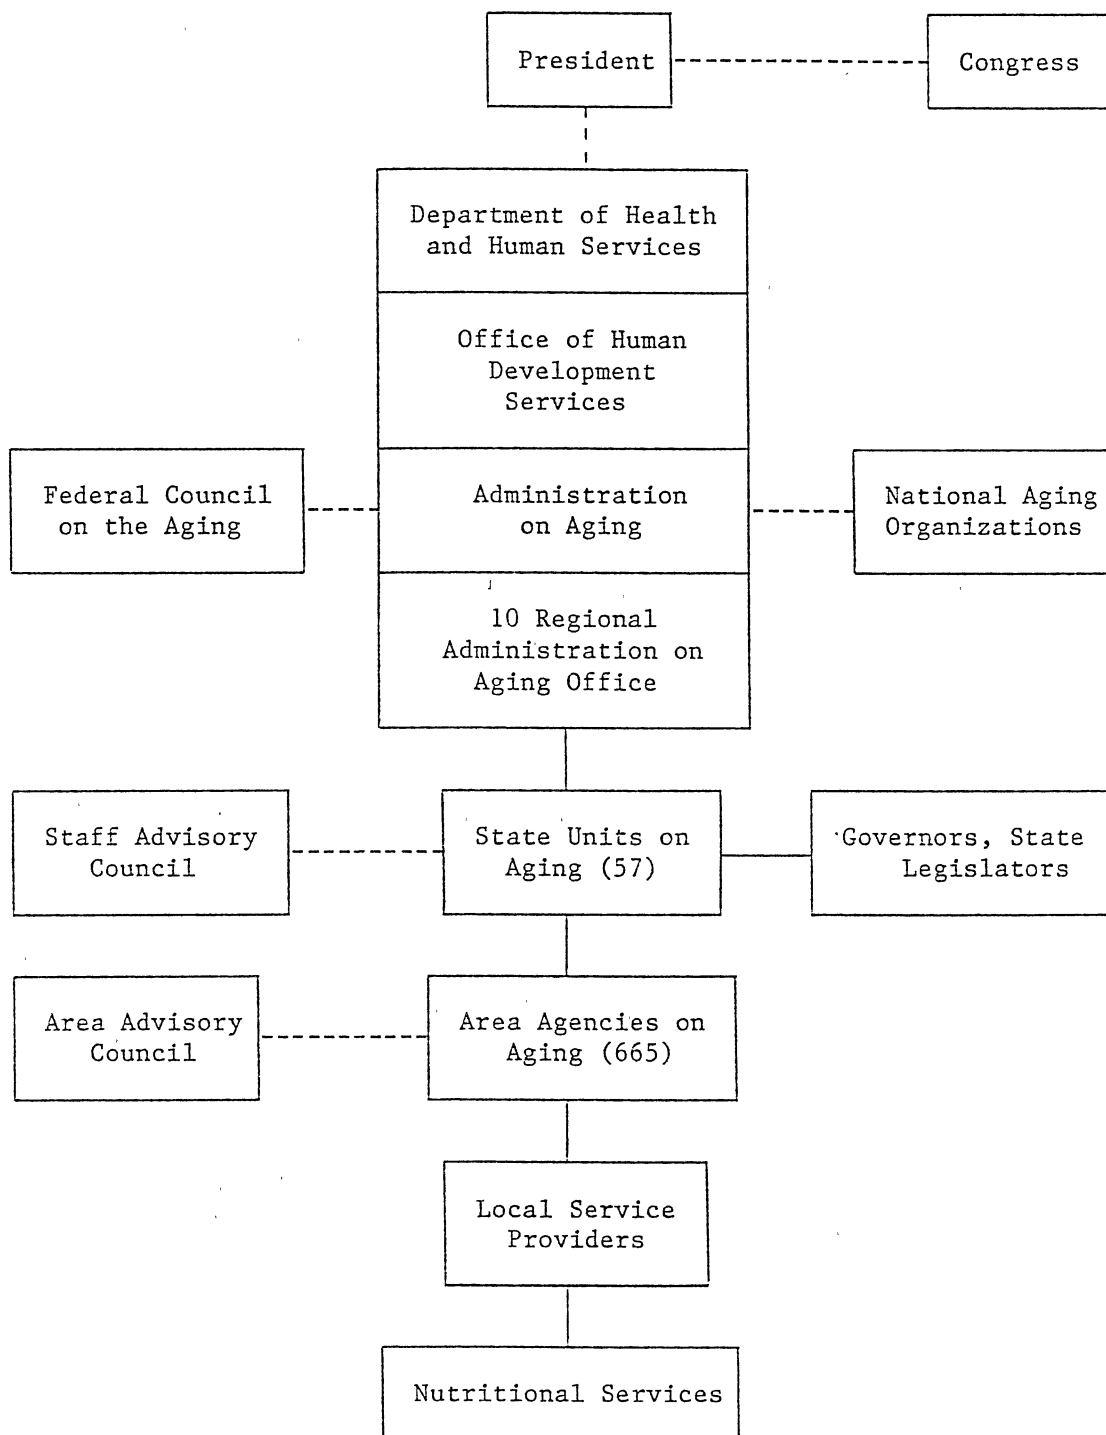 President
Congress
Department of Health
and Human Services
Office of Human
Development
Services
Federal Council
on the Aging
Administration
on Aging
National Aging
Organizations
10 Regional
Administration on
Aging Office
Staff Advisory
Council
State Units on
Aging (57)
Governors, State
Legislators
Area Advisory
Council
Area Agencies on
Aging (665)
Local Service
Providers
Nutritional Services